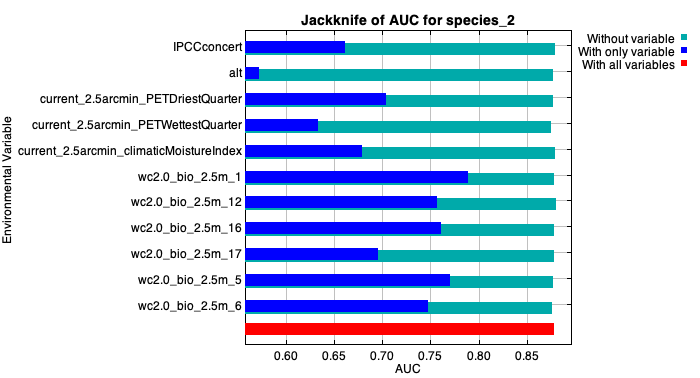 Jackknife of AUC for species_2
Without variable
With only variable
With all variables
Environmental Variable
IPCCconcert
alt
current_2.5arcmin_PETDriestQuarter
current_2.5arcmin_PETWettestQuarter
current_2.5arcmin_climaticMoistureIndex
wc2.0_bio_2.5m_1
wc2.0_bio_2.5m_12
wc2.0_bio_2.5m_16
wc2.0_bio_2.5m_17
wc2.0_bio_2.5m_5
wc2.0_bio_2.5m_6
0.60 0.65 0.70 0.75 0.80 0.85
AUC